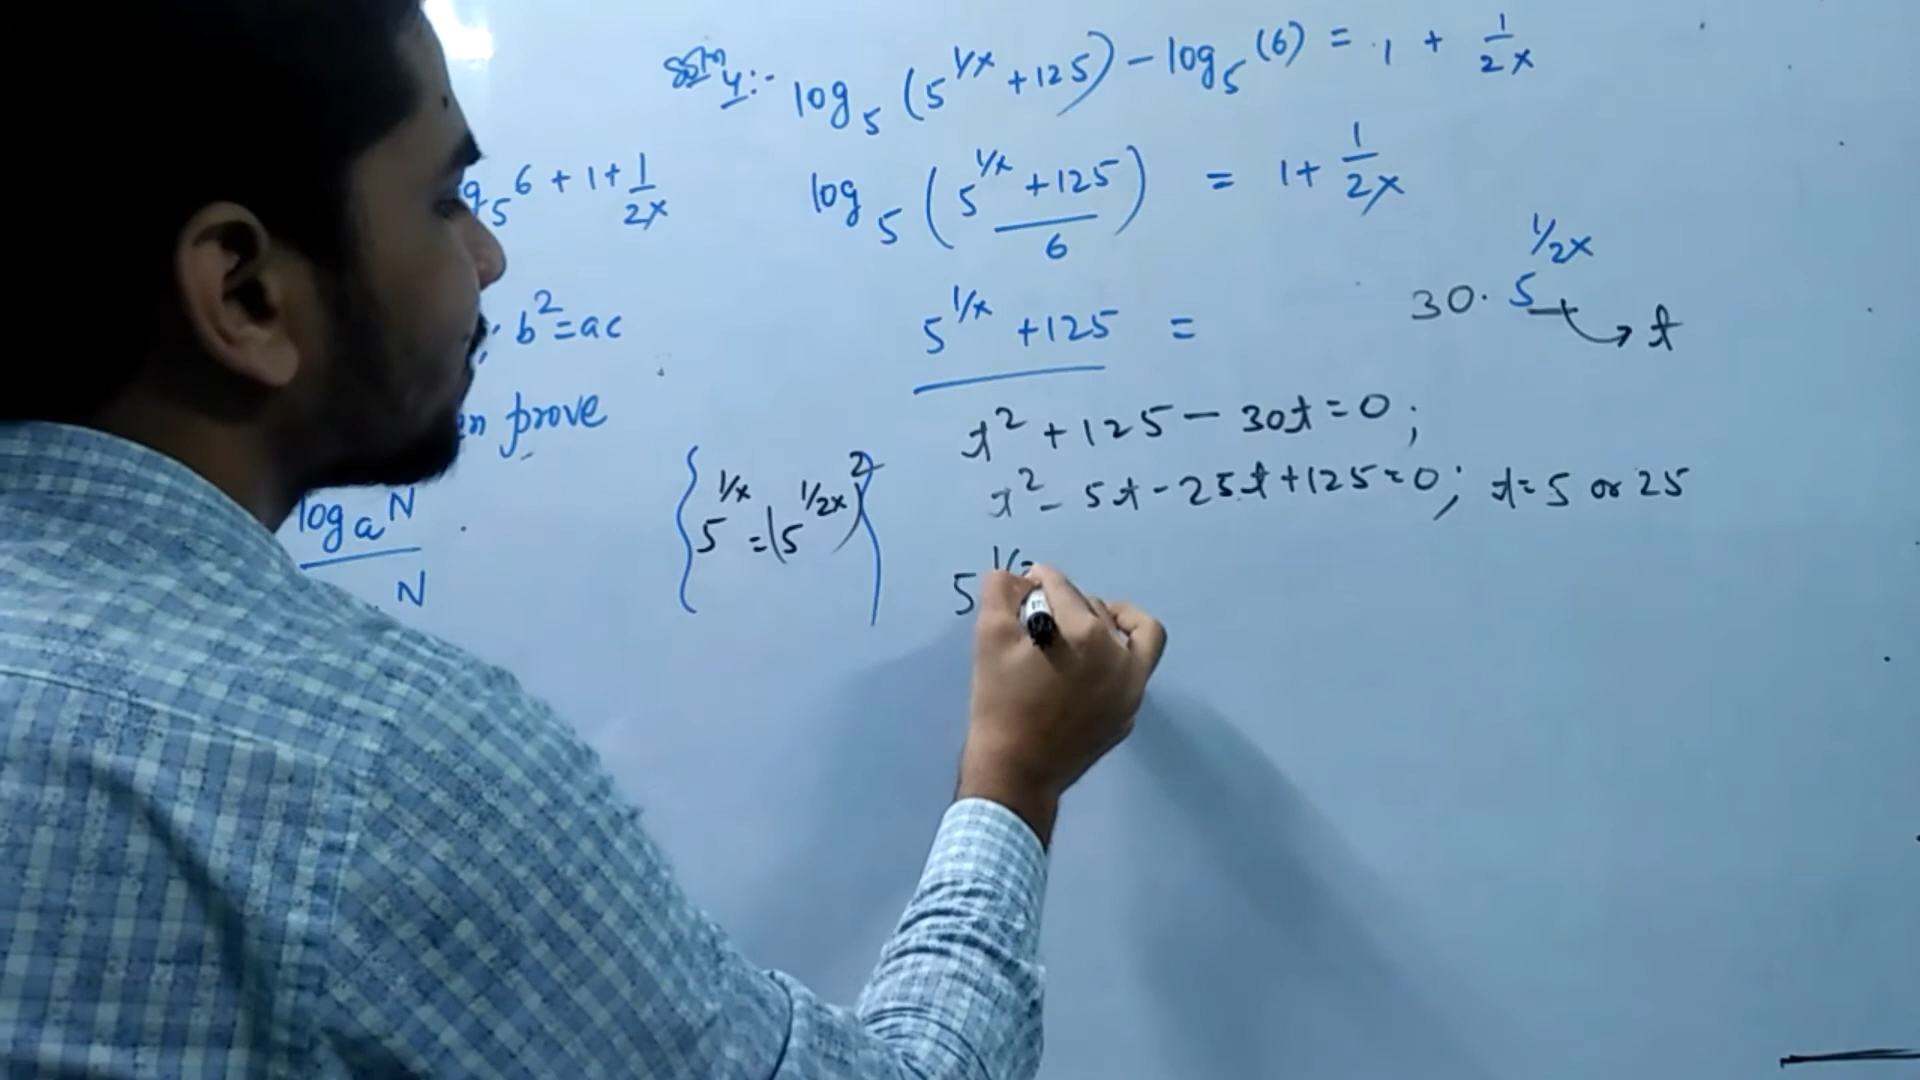 Sol^n 4:- log_5 (5^{1/x} + 125) - log_5 (6) = 1 + 1/2x
6 + 1 + 1/2x
log_5 ((5^{1/x} + 125)/6) = 1 + 1/2x
; b^2 = ac
5^{1/x} + 125 = 30. 5^{1/2x} → t
prove
t^2 + 125 - 30t = 0 ;
{5^{1/x} = (5^{1/2x})^2}
t^2 - 5t - 25t + 125 = 0 ; t = 5 or 25
log_a N
N
5